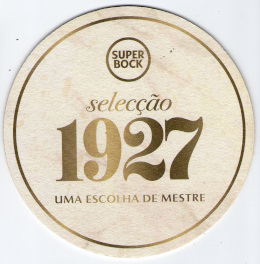 SUPER
BOCK
selecção
1927
UMA ESCOLHA DE MESTRE